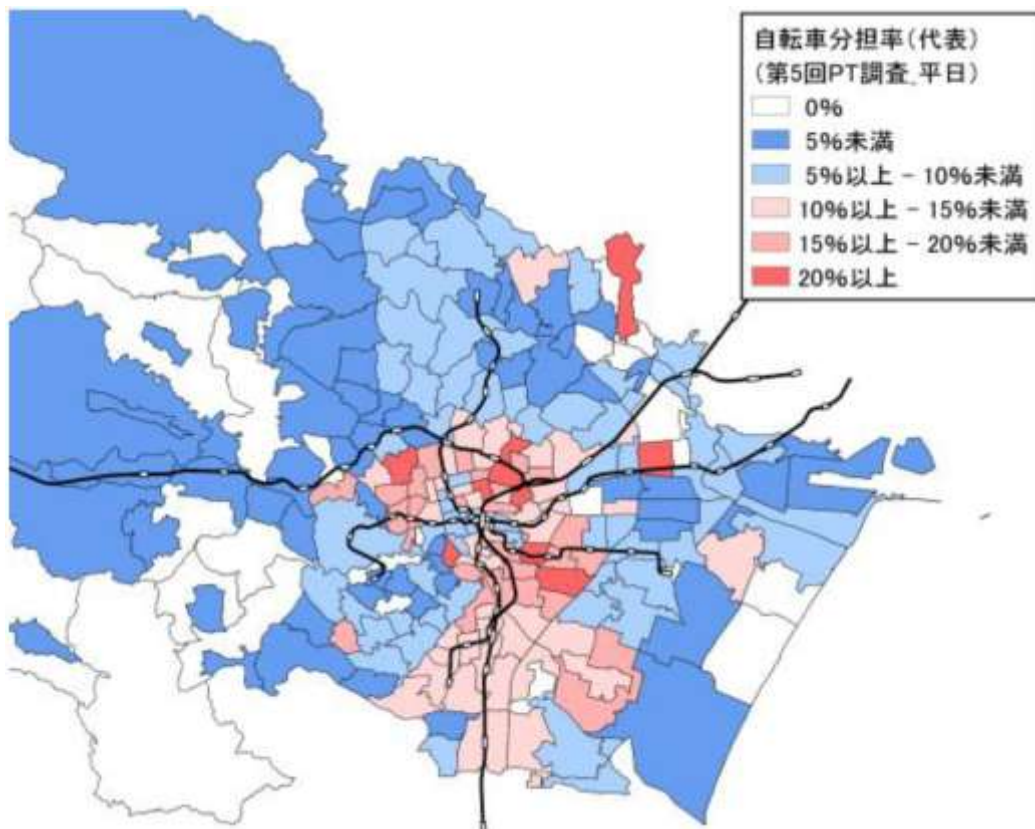 自転車分担率(代表)
(第5回PT調査_平日)
0%
5%未満
5%以上 - 10%未満
10%以上 - 15%未満
15%以上 - 20%未満
20%以上